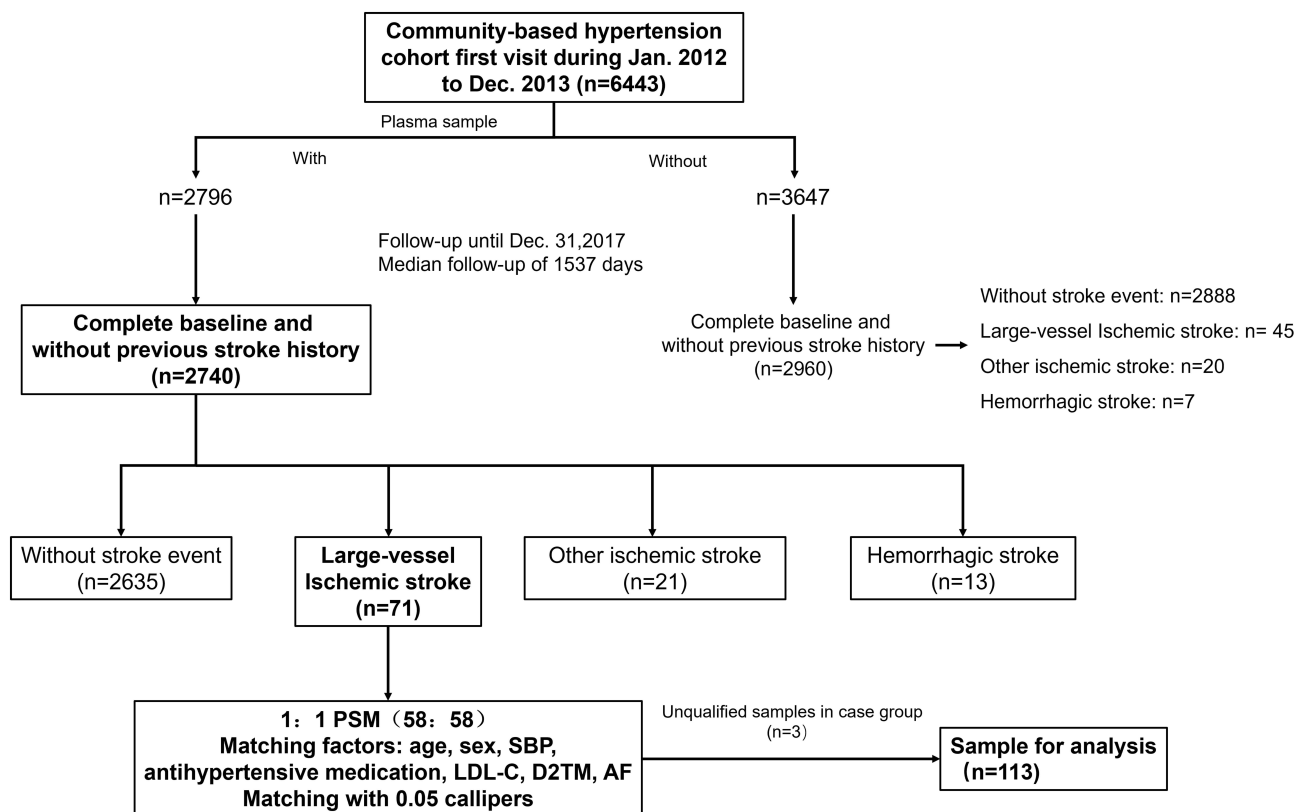 Community-based hypertension
cohort first visit during Jan. 2012
to Dec. 2013 (n=6443)
Plasma sample
With
Without
n=2796
n=3647
Follow-up until Dec. 31,2017
Median follow-up of 1537 days
Complete baseline and
without previous stroke history
(n=2740)
Complete baseline and
without previous stroke history
(n=2960)
Without stroke event: n=2888
Large-vessel Ischemic stroke: n= 45
Other ischemic stroke: n=20
Hemorrhagic stroke: n=7
Without stroke event
(n=2635)
Large-vessel
Ischemic stroke
(n=71)
Other ischemic stroke
(n=21)
Hemorrhagic stroke
(n=13)
1：1 PSM（58：58）
Matching factors: age, sex, SBP,
antihypertensive medication, LDL-C, D2TM, AF
Matching with 0.05 callipers
Unqualified samples in case group
(n=3）
Sample for analysis
（n=113)